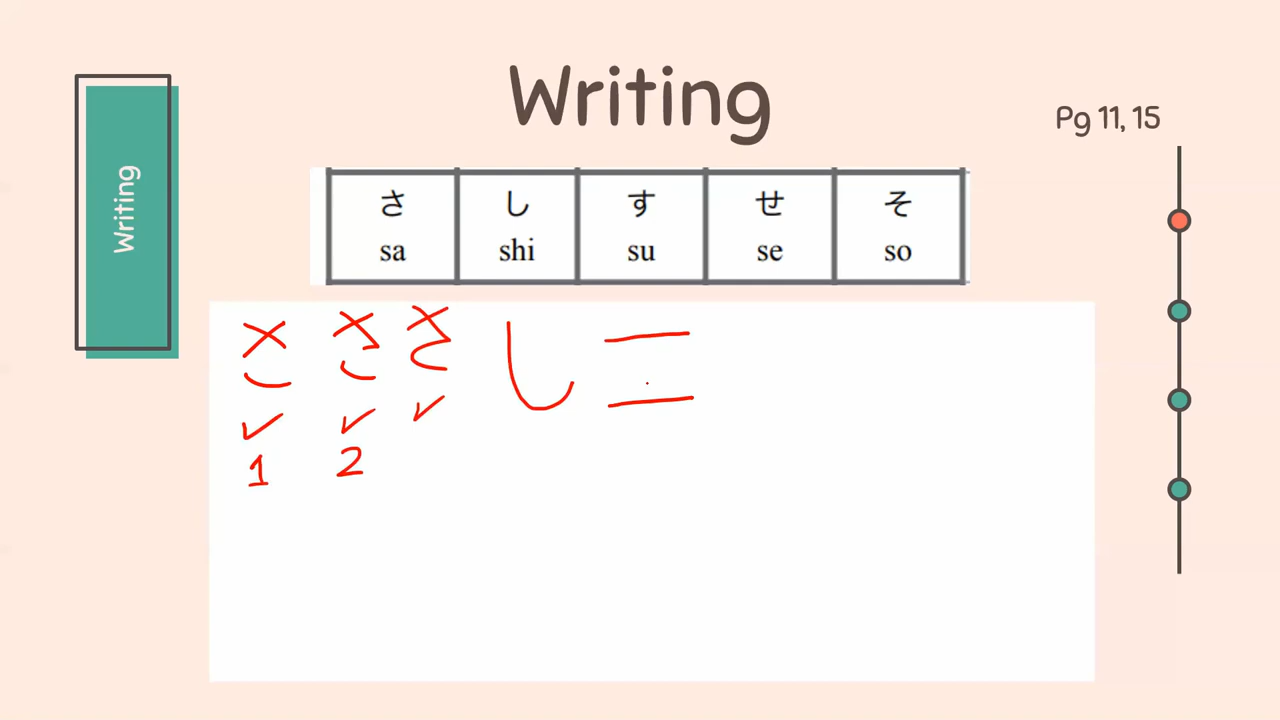 Writing
Pg 11, 15
Writing
さ し す せ そ
sa shi su se so
さ さ さ し
1 2